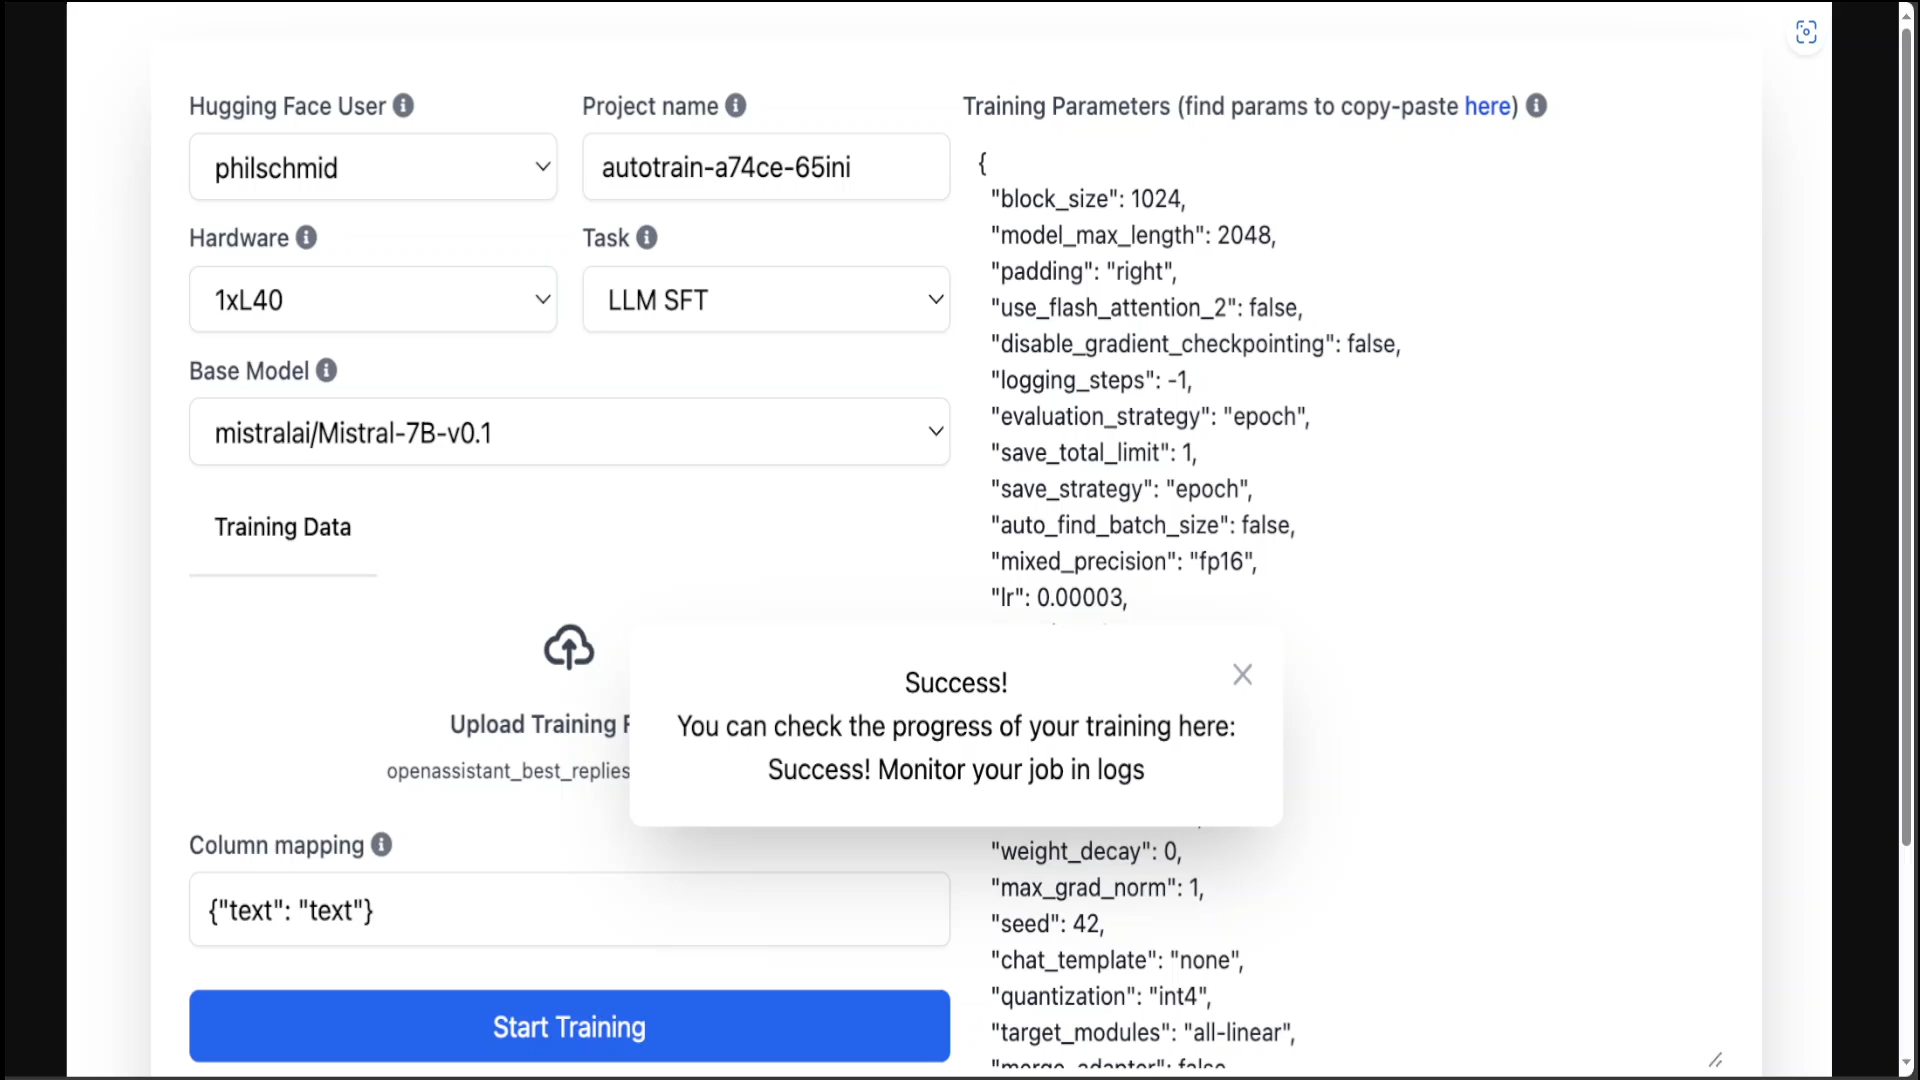 Hugging Face User
philschmid
Project name
autotrain-a74ce-65ini
Hardware
1xL40
Task
LLM SFT
Base Model
mistralai/Mistral-7B-v0.1
Training Data
Upload Training
openassistant_best_replies
Column mapping
{"text": "text"}
Start Training
Training Parameters (find params to copy-paste here)
{
"block_size": 1024,
"model_max_length": 2048,
"padding": "right",
"use_flash_attention_2": false,
"disable_gradient_checkpointing": false,
"logging_steps": -1,
"evaluation_strategy": "epoch",
"save_total_limit": 1,
"save_strategy": "epoch",
"auto_find_batch_size": false,
"mixed_precision": "fp16",
"lr": 0.00003,
"weight_decay": 0,
"max_grad_norm": 1,
"seed": 42,
"chat_template": "none",
"quantization": "int4",
"target_modules": "all-linear",
"merge_adapter": false
Success!
You can check the progress of your training here:
Success! Monitor your job in logs